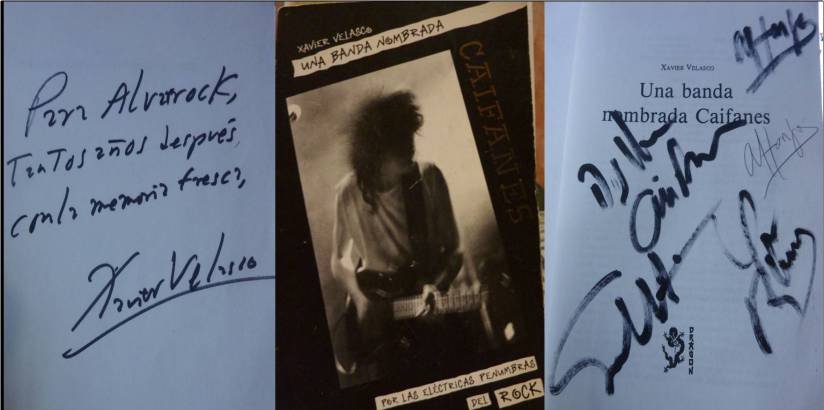 Para Alvarock,
Tantos años después,
con la memoria fresca,
Xavier Velasco
XAVIER VELASCO
UNA BANDA NOMBRADA
CAIFANES
POR LAS ELÉCTRICAS PENUMBRAS
DEL ROCK
XAVIER VELASCO
Una banda
nombrada Caifanes
Alfonso
Alfonso
DRAGÓN